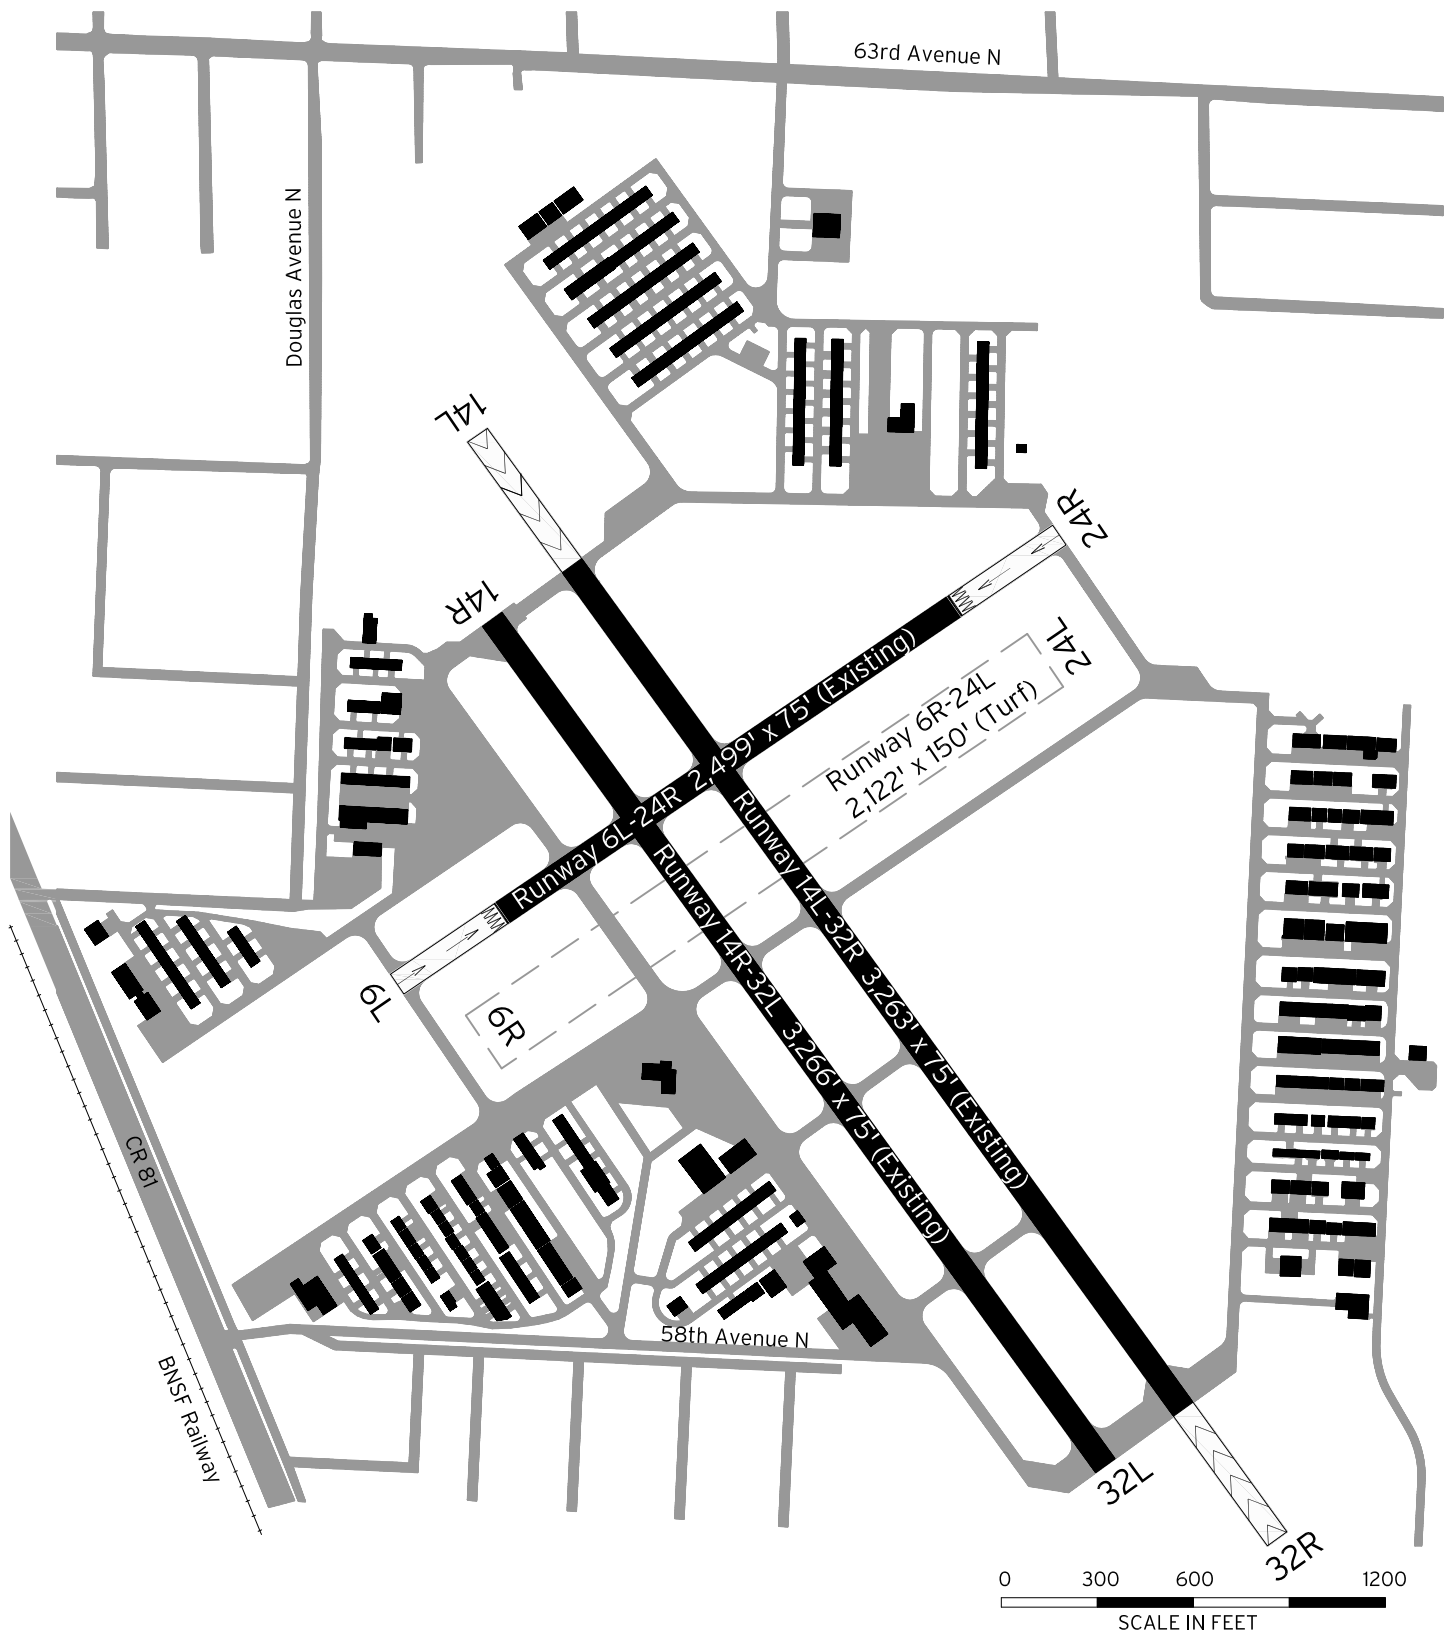 63rd Avenue N
Douglas Avenue N
14L
14R
24R
24L
Runway 6L-24R 2,499' x 75' (Existing)
Runway 6R-24L
2,122' x 150' (Turf)
Runway 14L-32R 3,263' x 75' (Existing)
Runway 14R-32L 3,266' x 75' (Existing)
6L
6R
CR 81
BNSF Railway
58th Avenue N
32L
32R
0 300 600 1200
SCALE IN FEET